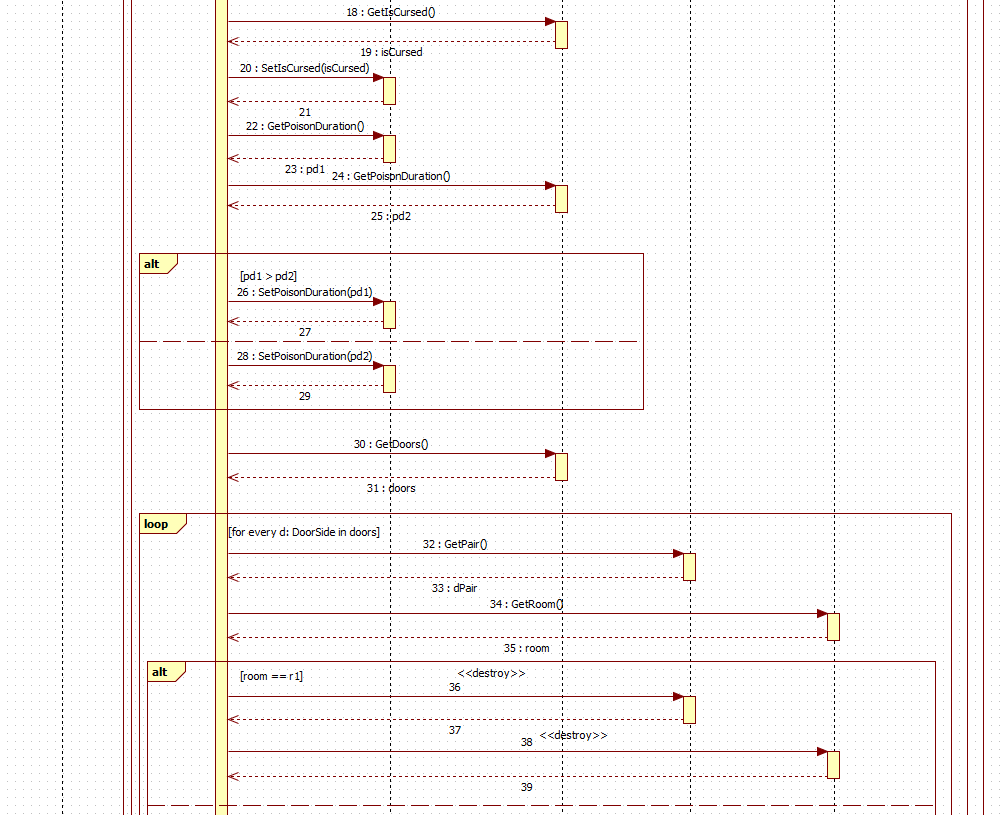 18 : GetIsCursed()
19 : isCursed
20 : SetIsCursed(isCursed)
21
22 : GetPoisonDuration()
23 : pd1
24 : GetPoisonDuration()
25 : pd2
alt
[pd1 > pd2]
26 : SetPoisonDuration(pd1)
27
28 : SetPoisonDuration(pd2)
29
30 : GetDoors()
31 : doors
loop
[for every d: DoorSide in doors]
32 : GetPair()
33 : dPair
34 : GetRoom()
35 : room
alt
[room == r1]
<<destroy>>
36
37
<<destroy>>
38
39